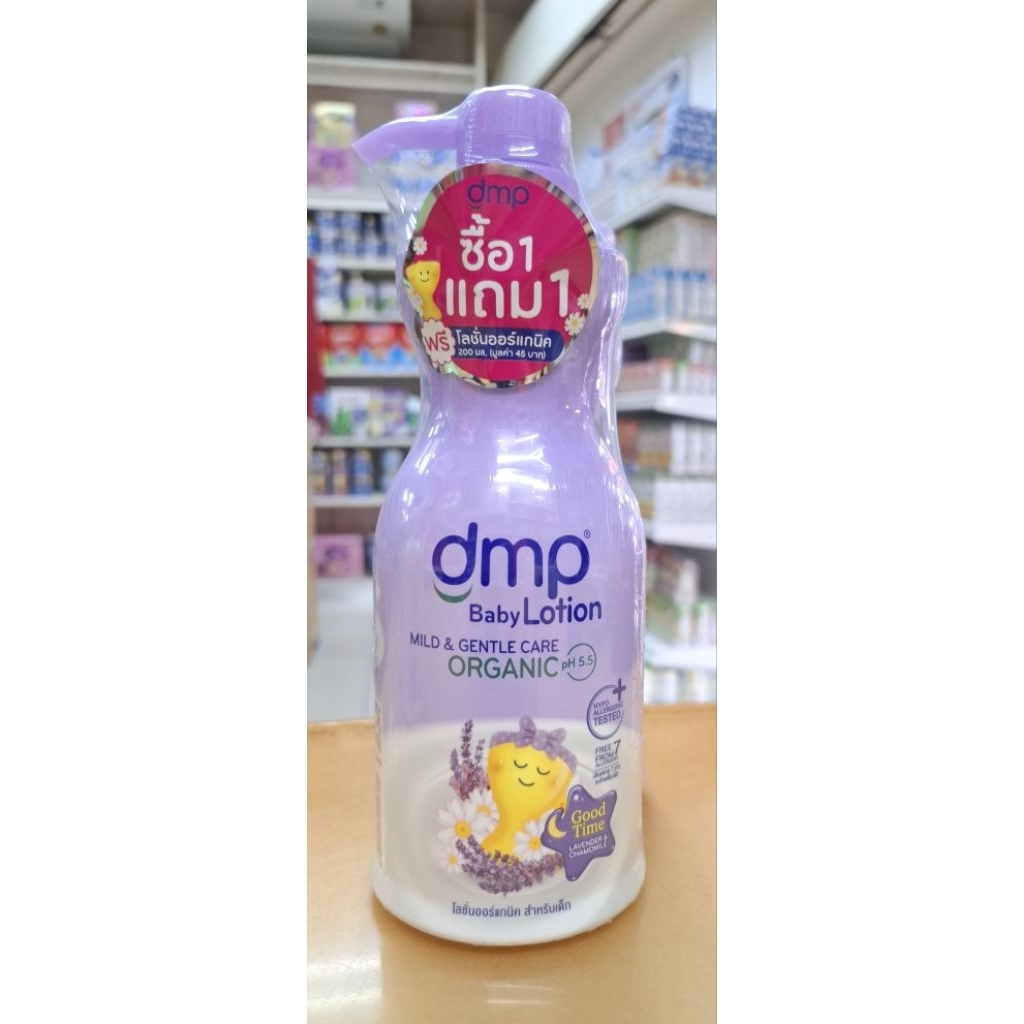 dmp
ซื้อ1
แถม1
ฟรี
โลชั่นออร์แกนิค
200 มล. (มูลค่า 45 บาท)
dmp®
Baby Lotion
MILD & GENTLE CARE
ORGANIC pH 5.5
HYPO
ALLERGENIC
TESTED
FREE
FROM 7
Good
Time
LAVENDER &
CHAMOMILE
โลชั่นออร์แกนิค สำหรับเด็ก